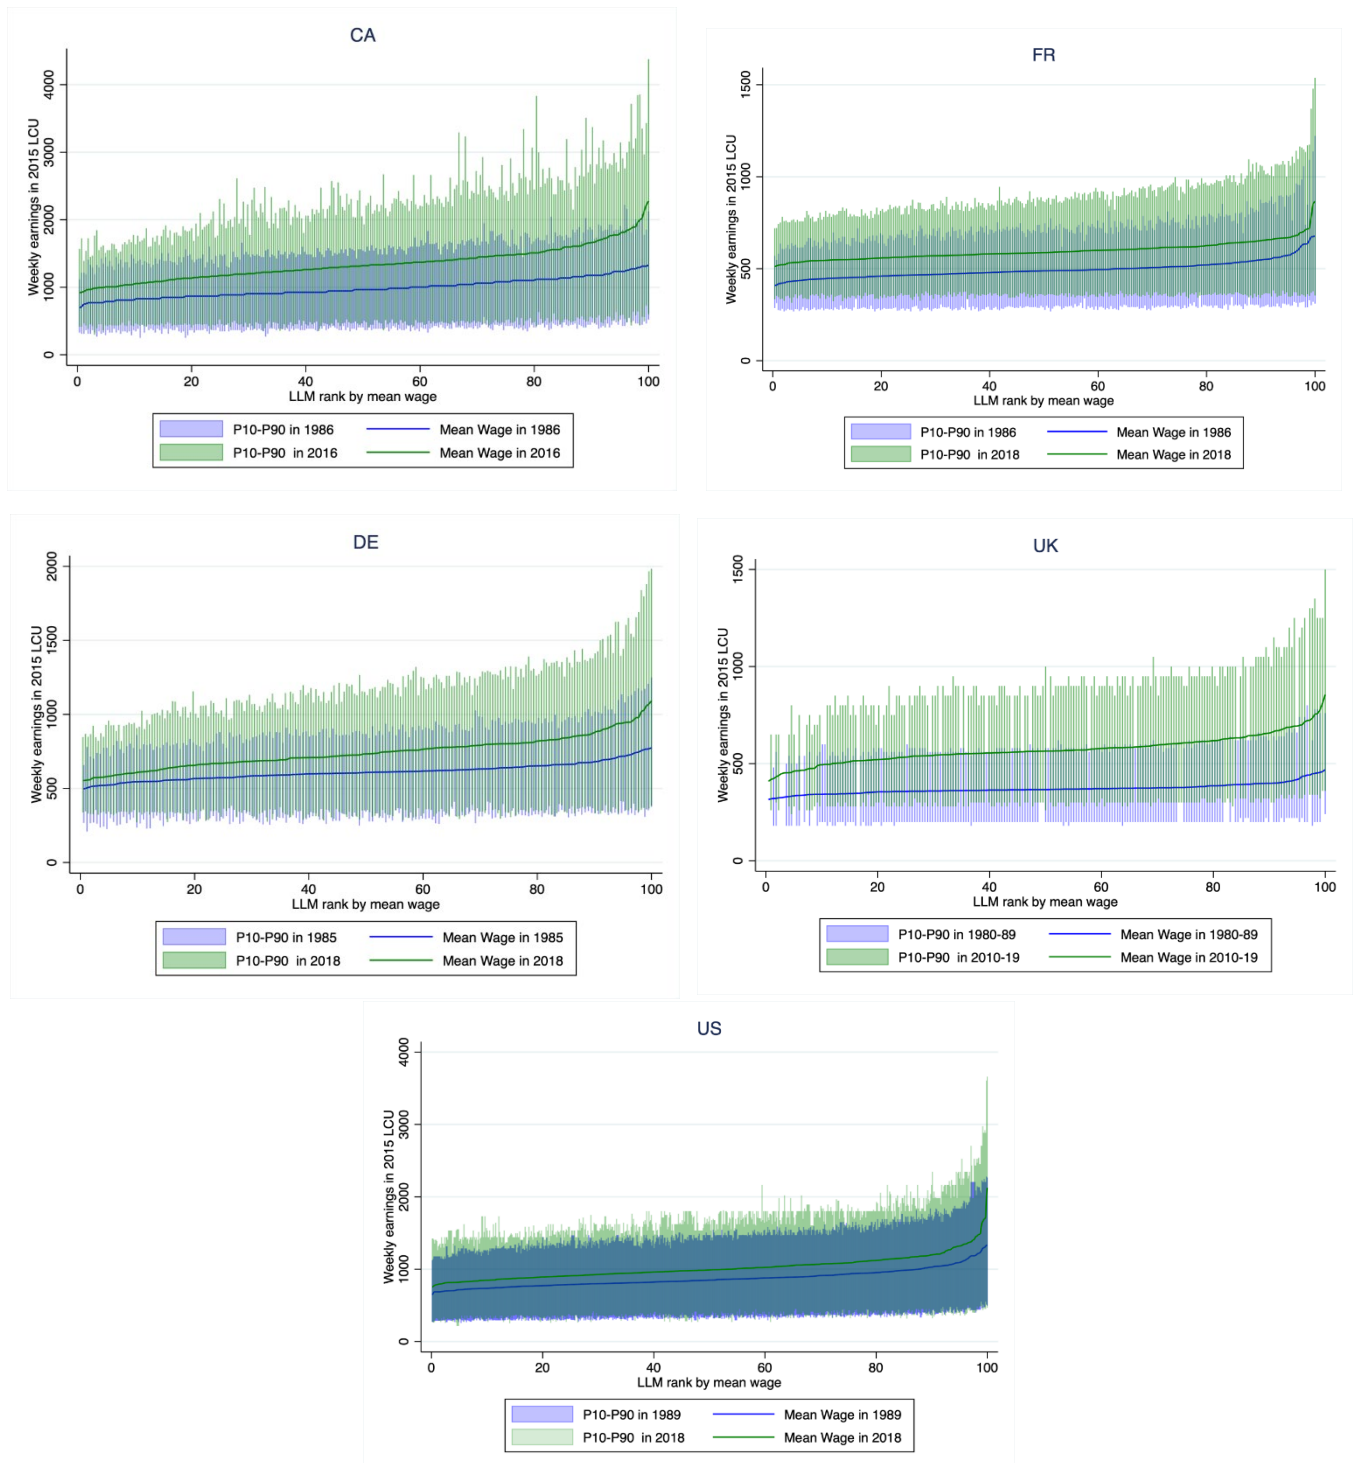 CA
Weekly earnings in 2015 LCU
4000
3000
2000
1000
0
0 20 40 60 80 100
LLM rank by mean wage
P10-P90 in 1986 Mean Wage in 1986
P10-P90 in 2016 Mean Wage in 2016
FR
Weekly earnings in 2015 LCU
1500
1000
500
0
0 20 40 60 80 100
LLM rank by mean wage
P10-P90 in 1986 Mean Wage in 1986
P10-P90 in 2018 Mean Wage in 2018
DE
Weekly earnings in 2015 LCU
2000
1500
1000
500
0
0 20 40 60 80 100
LLM rank by mean wage
P10-P90 in 1985 Mean Wage in 1985
P10-P90 in 2018 Mean Wage in 2018
UK
Weekly earnings in 2015 LCU
1500
1000
500
0
0 20 40 60 80 100
LLM rank by mean wage
P10-P90 in 1980-89 Mean Wage in 1980-89
P10-P90 in 2010-19 Mean Wage in 2010-19
US
Weekly earnings in 2015 LCU
4000
3000
2000
1000
0
0 20 40 60 80 100
LLM rank by mean wage
P10-P90 in 1989 Mean Wage in 1989
P10-P90 in 2018 Mean Wage in 2018